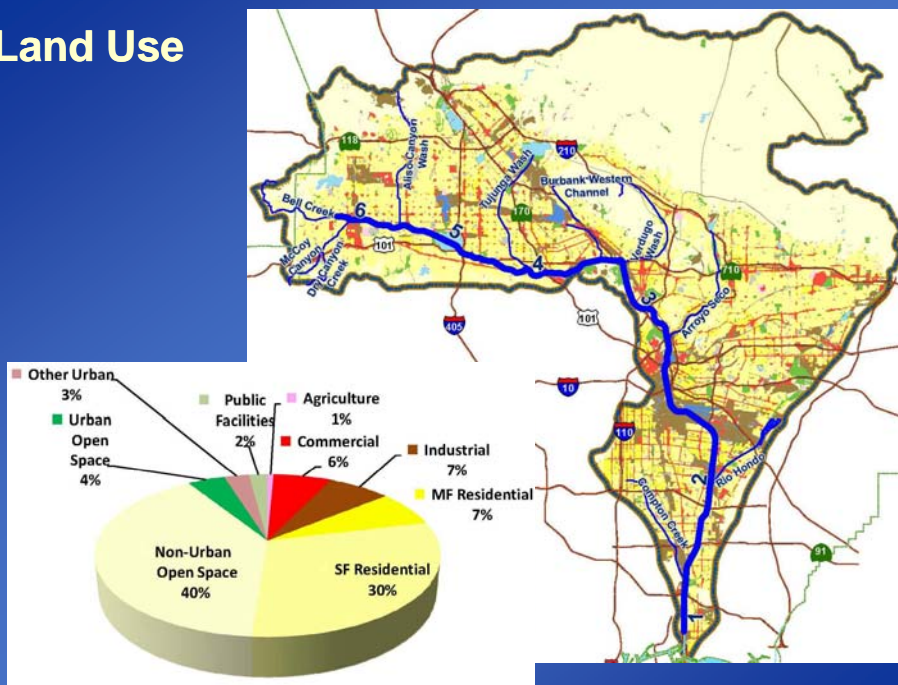 Land Use
118
210
Aliso Canyon
Wash
Tujunga Wash
Burbank Western
Channel
170
Bell Creek
6
5
4
101
McCoy
Canyon
Dry Canyon
Creek
Verdugo
Wash
710
3
Arroyo Seco
405
101
10
110
Rio Hondo
2
Compton Creek
91
1
Other Urban
3%
Urban
Open
Space
4%
Public
Facilities
2%
Agriculture
1%
Commercial
6%
Industrial
7%
MF Residential
7%
Non-Urban
Open Space
40%
SF Residential
30%